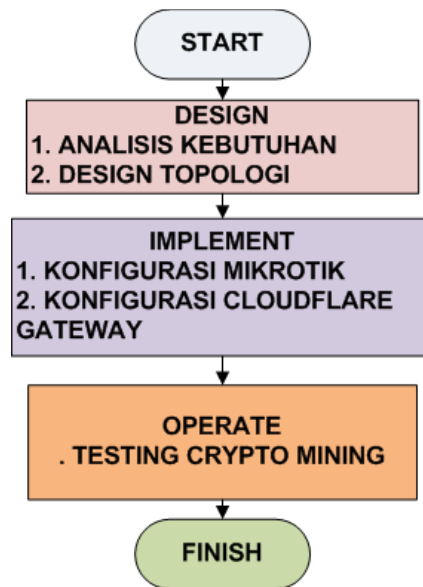 START
DESIGN
1. ANALISIS KEBUTUHAN
2. DESIGN TOPOLOGI
IMPLEMENT
1. KONFIGURASI MIKROTIK
2. KONFIGURASI CLOUDFLARE
GATEWAY
OPERATE
. TESTING CRYPTO MINING
FINISH